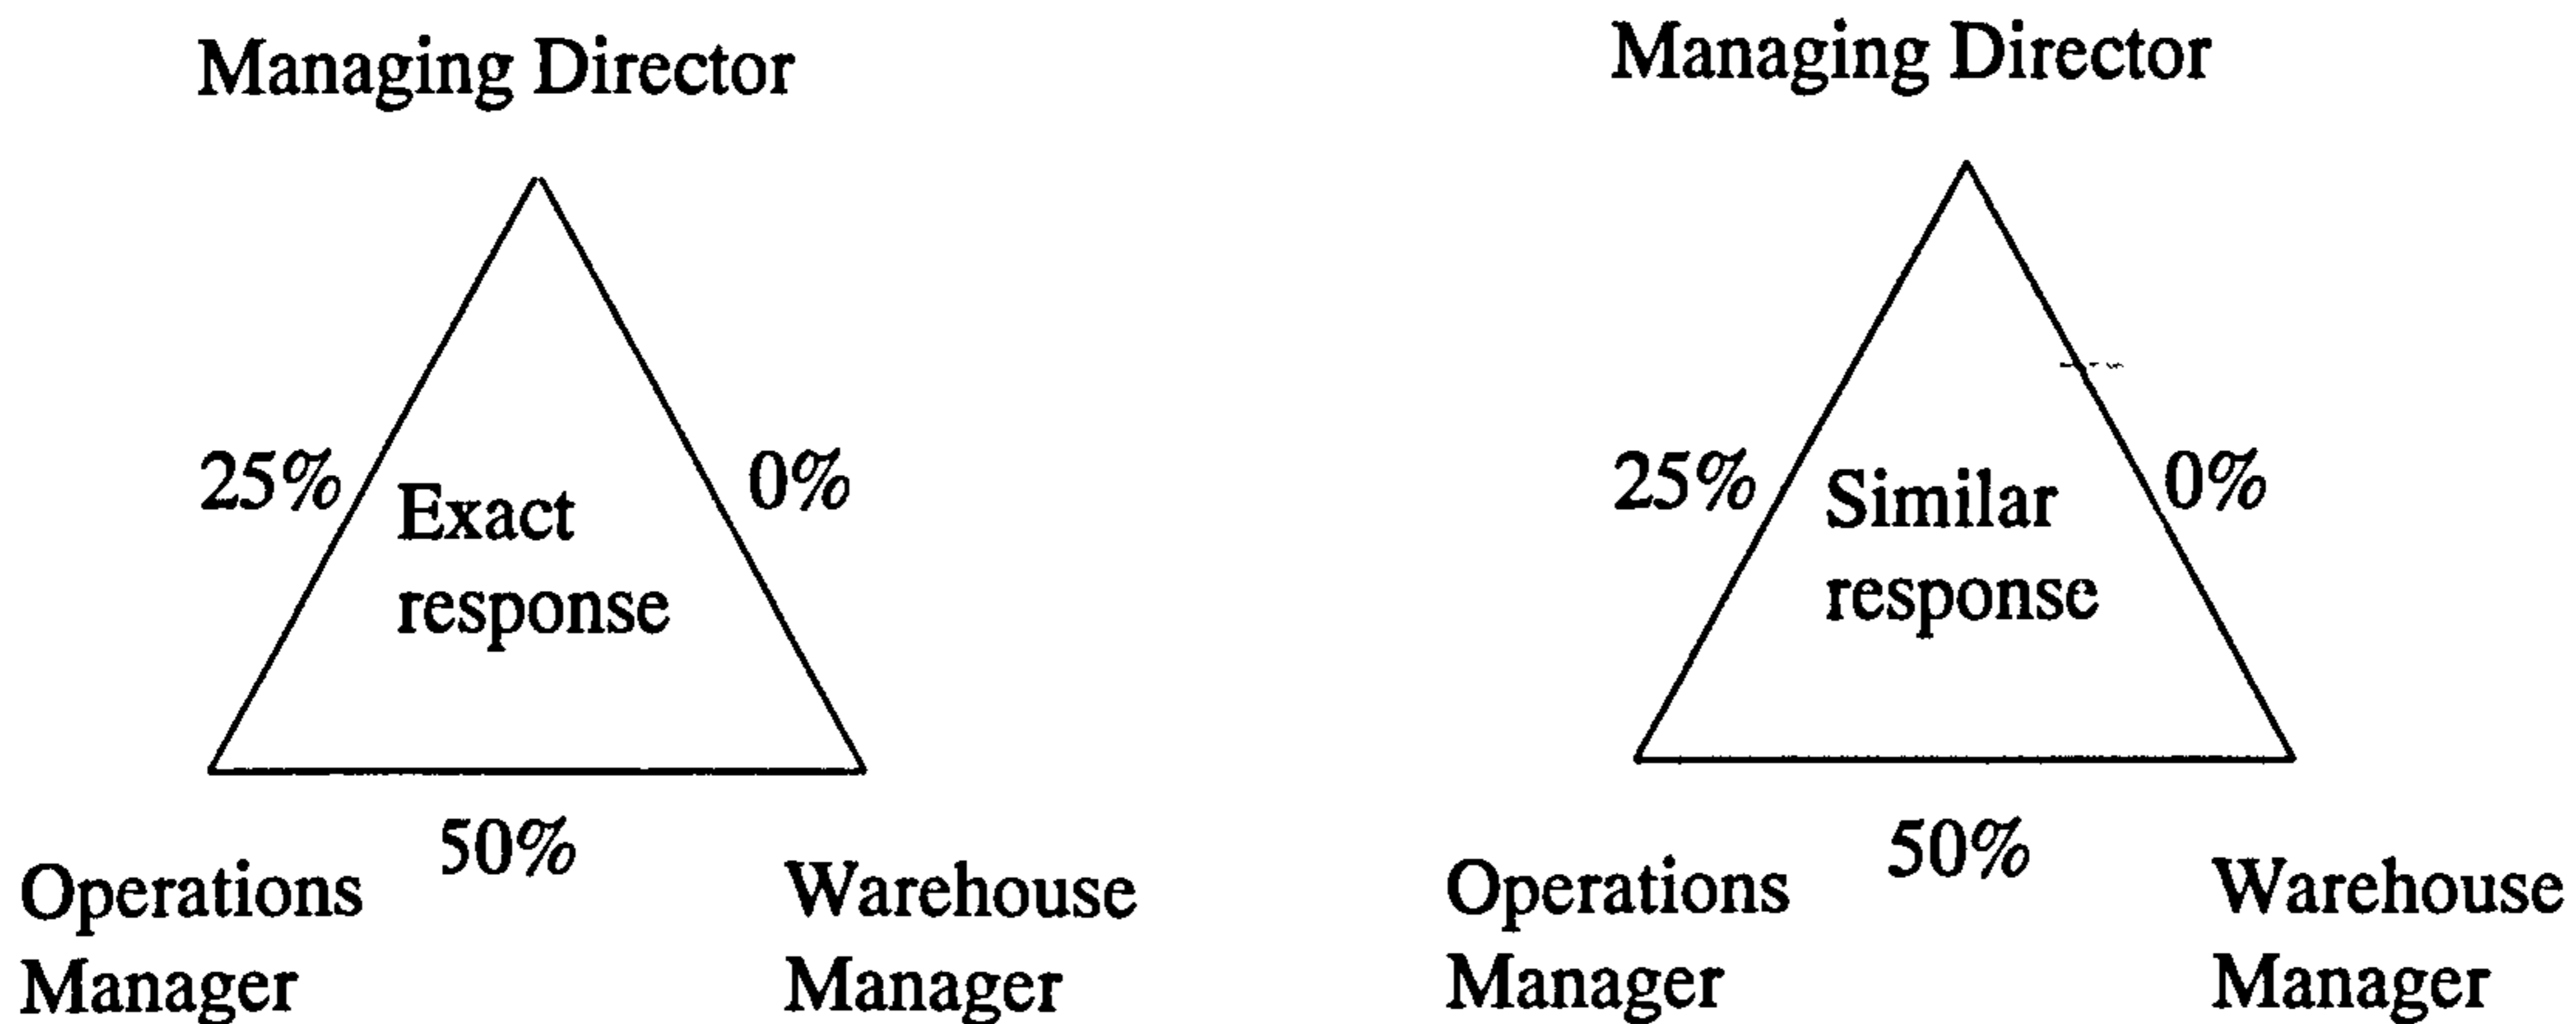 Managing Director
25%
0%
Exact
response
50%
Operations
Manager
Warehouse
Manager
Managing Director
25%
0%
Similar
response
50%
Operations
Manager
Warehouse
Manager